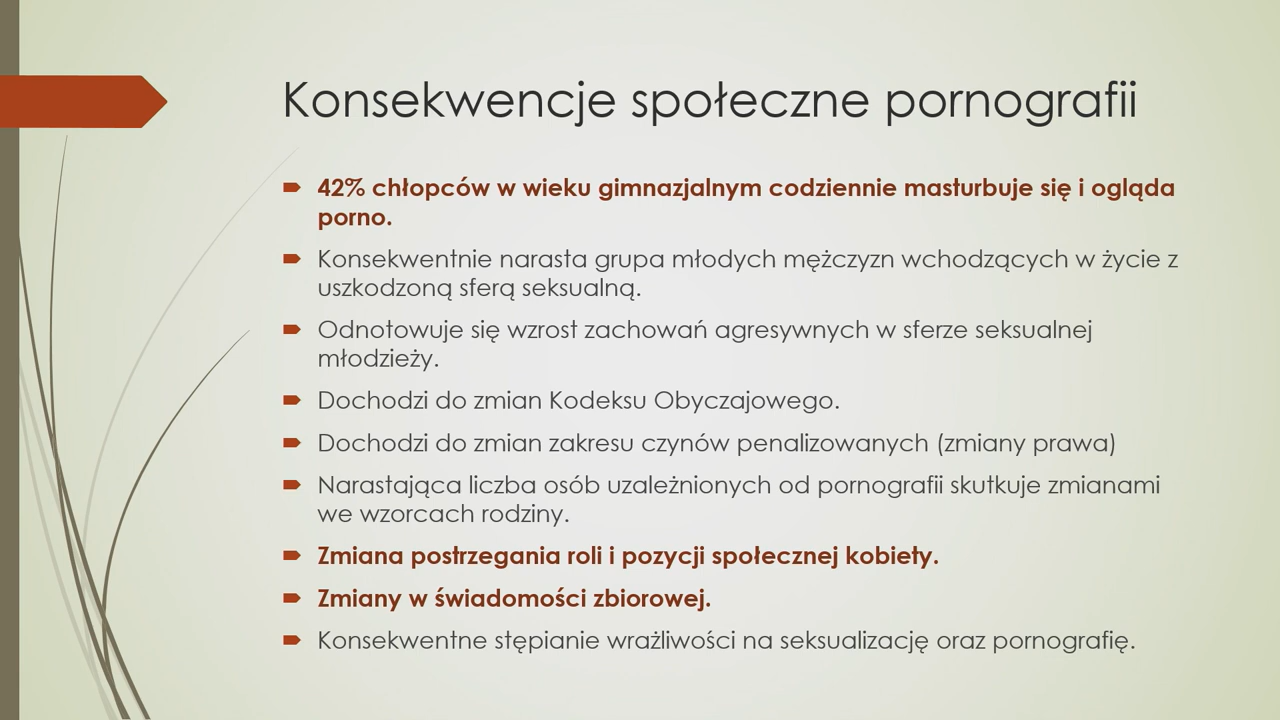 Konsekwencje społeczne pornografii
42% chłopców w wieku gimnazjalnym codziennie masturbuje się i ogląda
porno.
Konsekwentnie narasta grupa młodych mężczyzn wchodzących w życie z
uszkodzoną sferą seksualną.
Odnotowuje się wzrost zachowań agresywnych w sferze seksualnej
młodzieży.
Dochodzi do zmian Kodeksu Obyczajowego.
Dochodzi do zmian zakresu czynów penalizowanych (zmiany prawa)
Narastająca liczba osób uzależnionych od pornografii skutkuje zmianami
we wzorcach rodziny.
Zmiana postrzegania roli i pozycji społecznej kobiety.
Zmiany w świadomości zbiorowej.
Konsekwentne stępianie wrażliwości na seksualizację oraz pornografię.